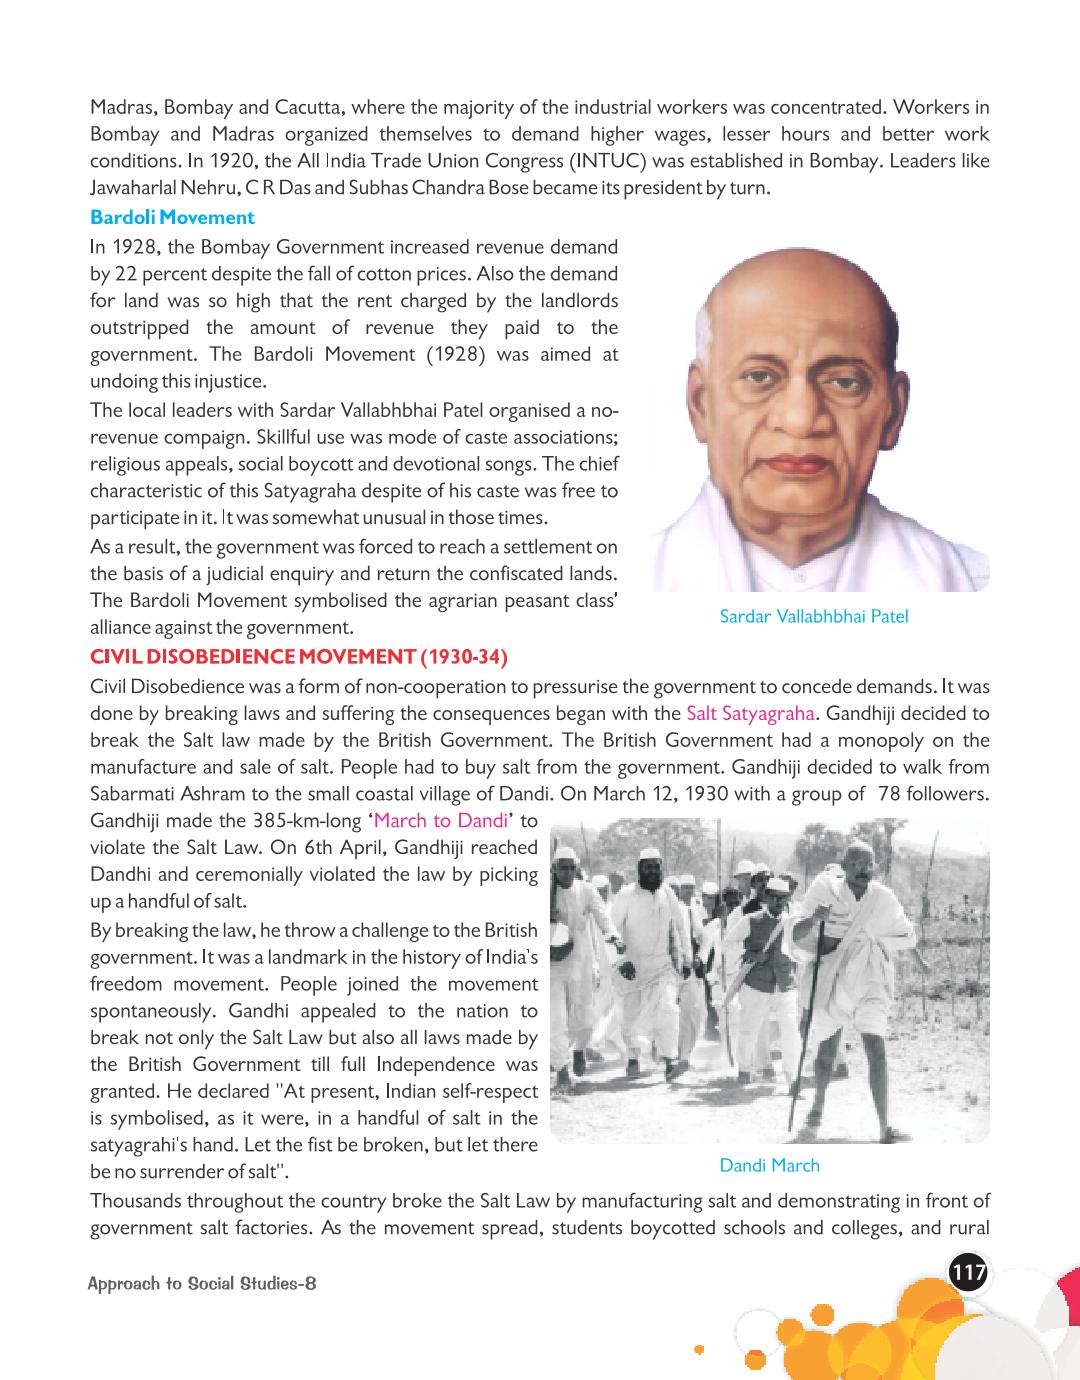 Madras, Bombay and Cacutta, where the majority of the industrial workers was concentrated. Workers in
Bombay and Madras organized themselves to demand higher wages, lesser hours and better work
conditions. In 1920, the All India Trade Union Congress (INTUC) was established in Bombay. Leaders like
Jawaharlal Nehru, C R Das and Subhas Chandra Bose became its president by turn.
Bardoli Movement
In 1928, the Bombay Government increased revenue demand
by 22 percent despite the fall of cotton prices. Also the demand
for land was so high that the rent charged by the landlords
outstripped the amount of revenue they paid to the
government. The Bardoli Movement (1928) was aimed at
undoing this injustice.
The local leaders with Sardar Vallabhbhai Patel organised a no-
revenue compaign. Skillful use was mode of caste associations;
religious appeals, social boycott and devotional songs. The chief
characteristic of this Satyagraha despite of his caste was free to
participate in it. It was somewhat unusual in those times.
As a result, the government was forced to reach a settlement on
the basis of a judicial enquiry and return the confiscated lands.
The Bardoli Movement symbolised the agrarian peasant class'
alliance against the government.
Sardar Vallabhbhai Patel
CIVIL DISOBEDIENCE MOVEMENT (1930-34)
Civil Disobedience was a form of non-cooperation to pressurise the government to concede demands. It was
done by breaking laws and suffering the consequences began with the Salt Satyagraha. Gandhiji decided to
break the Salt law made by the British Government. The British Government had a monopoly on the
manufacture and sale of salt. People had to buy salt from the government. Gandhiji decided to walk from
Sabarmati Ashram to the small coastal village of Dandi. On March 12, 1930 with a group of 78 followers.
Gandhiji made the 385-km-long ‘March to Dandi’ to
violate the Salt Law. On 6th April, Gandhiji reached
Dandhi and ceremonially violated the law by picking
up a handful of salt.
By breaking the law, he throw a challenge to the British
government. It was a landmark in the history of India's
freedom movement. People joined the movement
spontaneously. Gandhi appealed to the nation to
break not only the Salt Law but also all laws made by
the British Government till full Independence was
granted. He declared "At present, Indian self-respect
is symbolised, as it were, in a handful of salt in the
satyagrahi's hand. Let the fist be broken, but let there
be no surrender of salt".
Dandi March
Thousands throughout the country broke the Salt Law by manufacturing salt and demonstrating in front of
government salt factories. As the movement spread, students boycotted schools and colleges, and rural
Approach to Social Studies-8
117